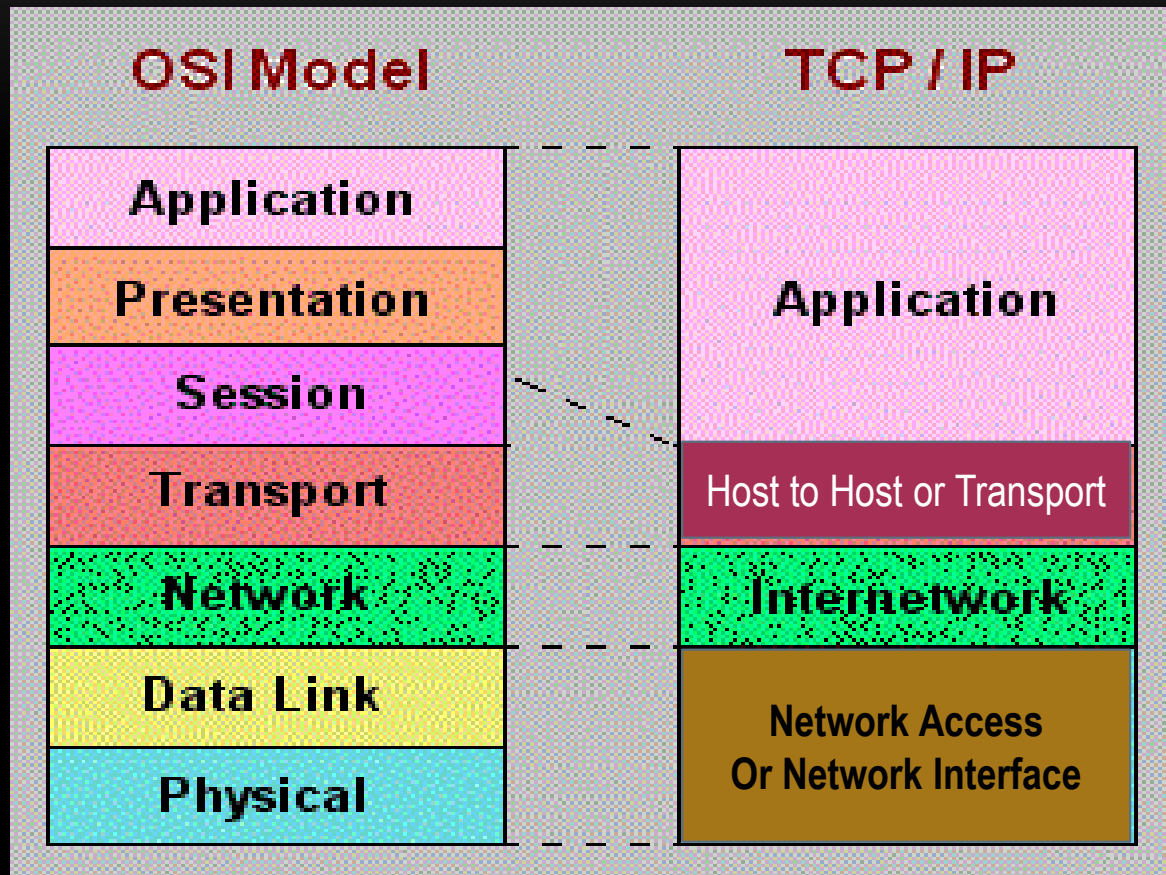 OSI Model
Application
Presentation
Session
Transport
Network
Data Link
Physical
TCP / IP
Application
Host to Host or Transport
Internetwork
Network Access
Or Network Interface